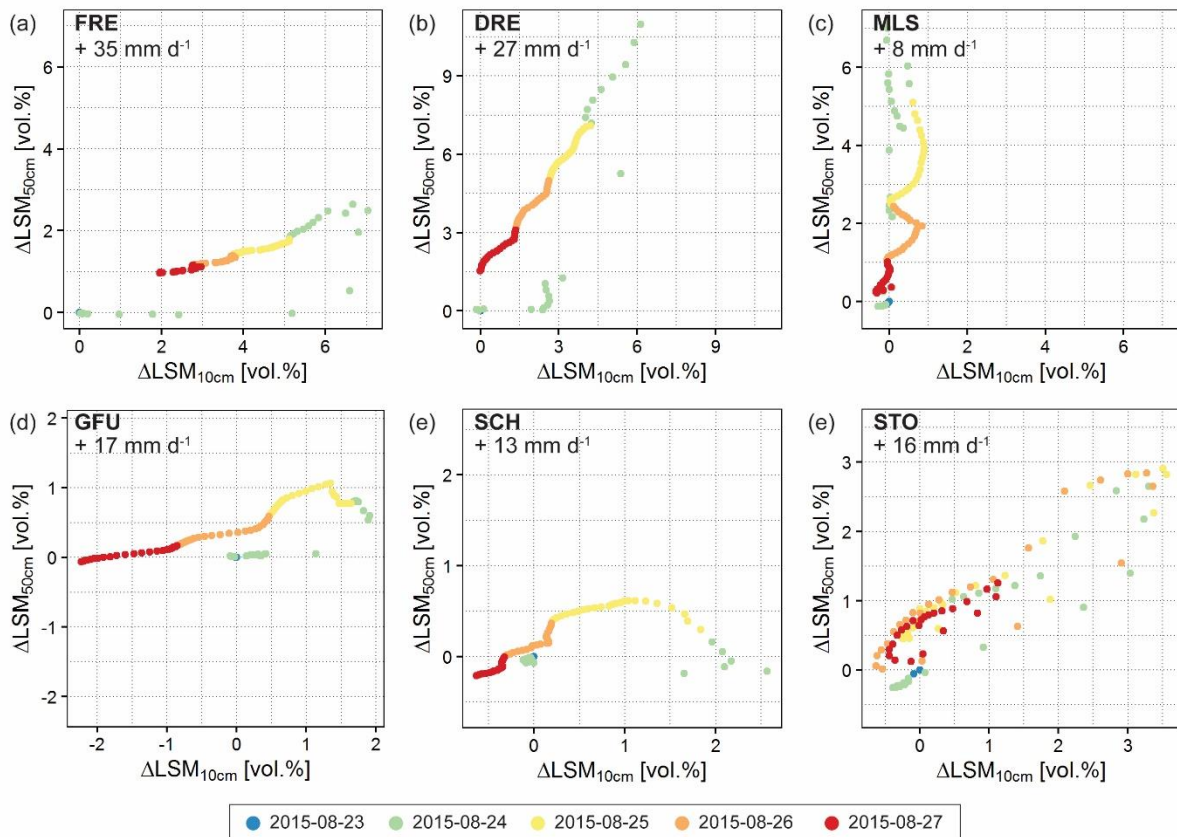 (a) FRE
+ 35 mm d-1
6
4
2
0
ΔLSM50cm [vol.%]
0 2 4 6
ΔLSM10cm [vol.%]
(b) DRE
+ 27 mm d-1
9
6
3
0
ΔLSM50cm [vol.%]
0 3 6 9
ΔLSM10cm [vol.%]
(c) MLS
+ 8 mm d-1
6
4
2
0
ΔLSM50cm [vol.%]
0 2 4 6
ΔLSM10cm [vol.%]
(d) GFU
+ 17 mm d-1
2
1
0
-1
-2
ΔLSM50cm [vol.%]
-2 -1 0 1 2
ΔLSM10cm [vol.%]
(e) SCH
+ 13 mm d-1
2
1
0
ΔLSM50cm [vol.%]
0 1 2
ΔLSM10cm [vol.%]
(e) STO
+ 16 mm d-1
3
2
1
0
ΔLSM50cm [vol.%]
0 1 2 3
ΔLSM10cm [vol.%]
2015-08-23 2015-08-24 2015-08-25 2015-08-26 2015-08-27